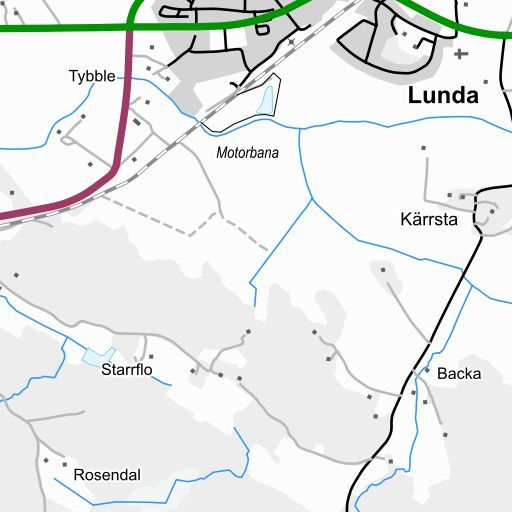 Tybble
Lunda
Motorbana
Kärrsta
Starrflo
Backa
Rosendal